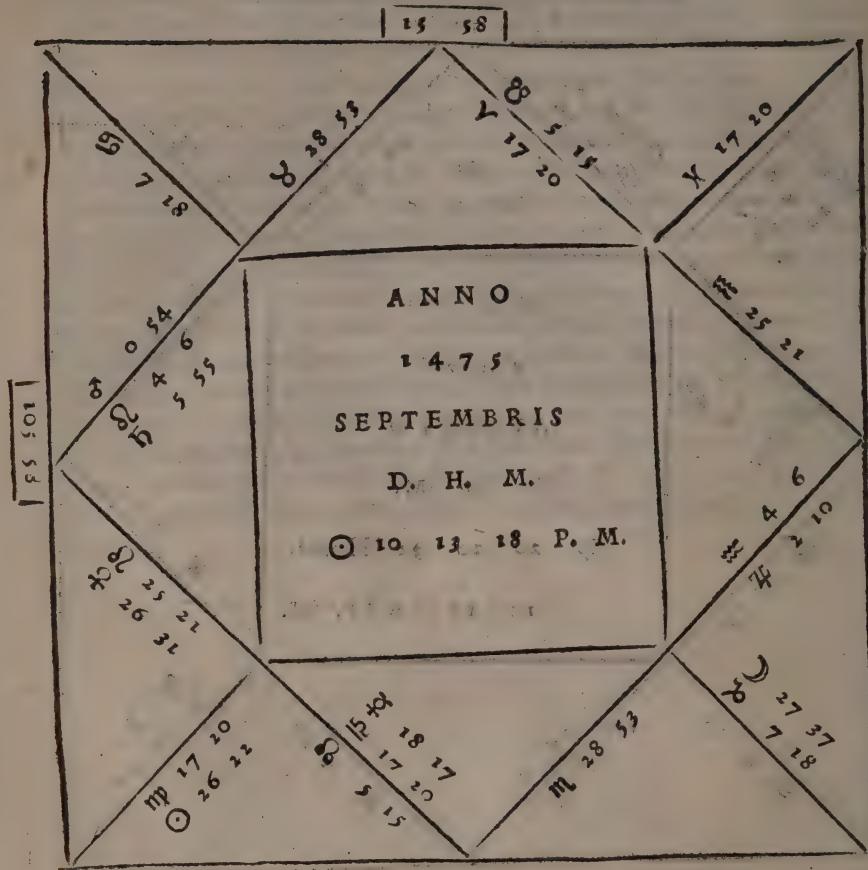 15 58
♋ 7 18
♉ 28 53
☋ 5 15
♈ 17 20
♓ 17 20
♒ 25 21
♂ 0 54
♌ 4 6
♄ 5 55
105
ANNO
1475
SEPTEMBRIS
D. H. M.
☉ 10 13 18 P. M.
♒ 4 6
♃ 2 10
♌ 25 21
♀ 26 31
☽ 27 37
♑ 7 18
♍ 17 20
☉ 26 22
☿ 18 17
♎ 17 20
☊ 5 15
♏ 28 53